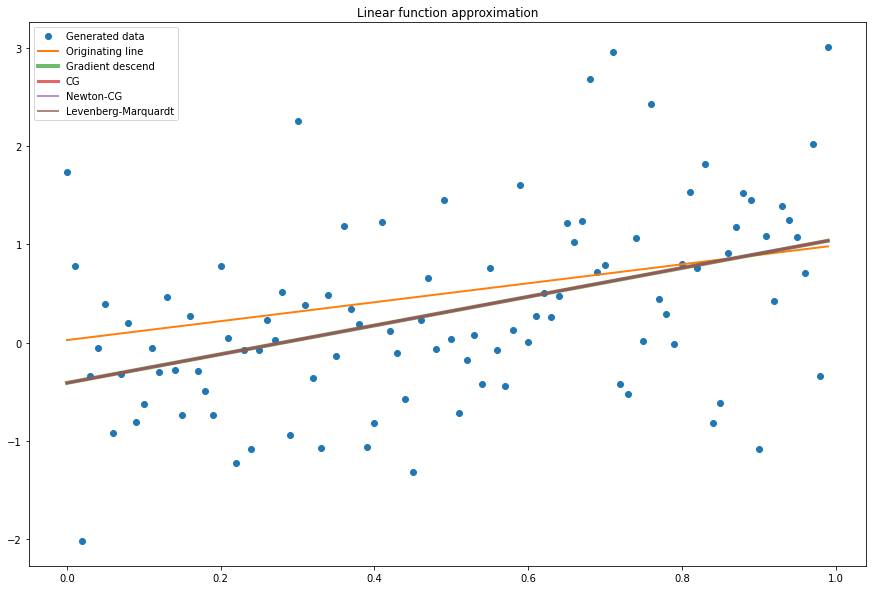 Linear function approximation
Generated data
Originating line
Gradient descend
CG
Newton-CG
Levenberg-Marquardt
3
2
1
0
−1
−2
0.0 0.2 0.4 0.6 0.8 1.0